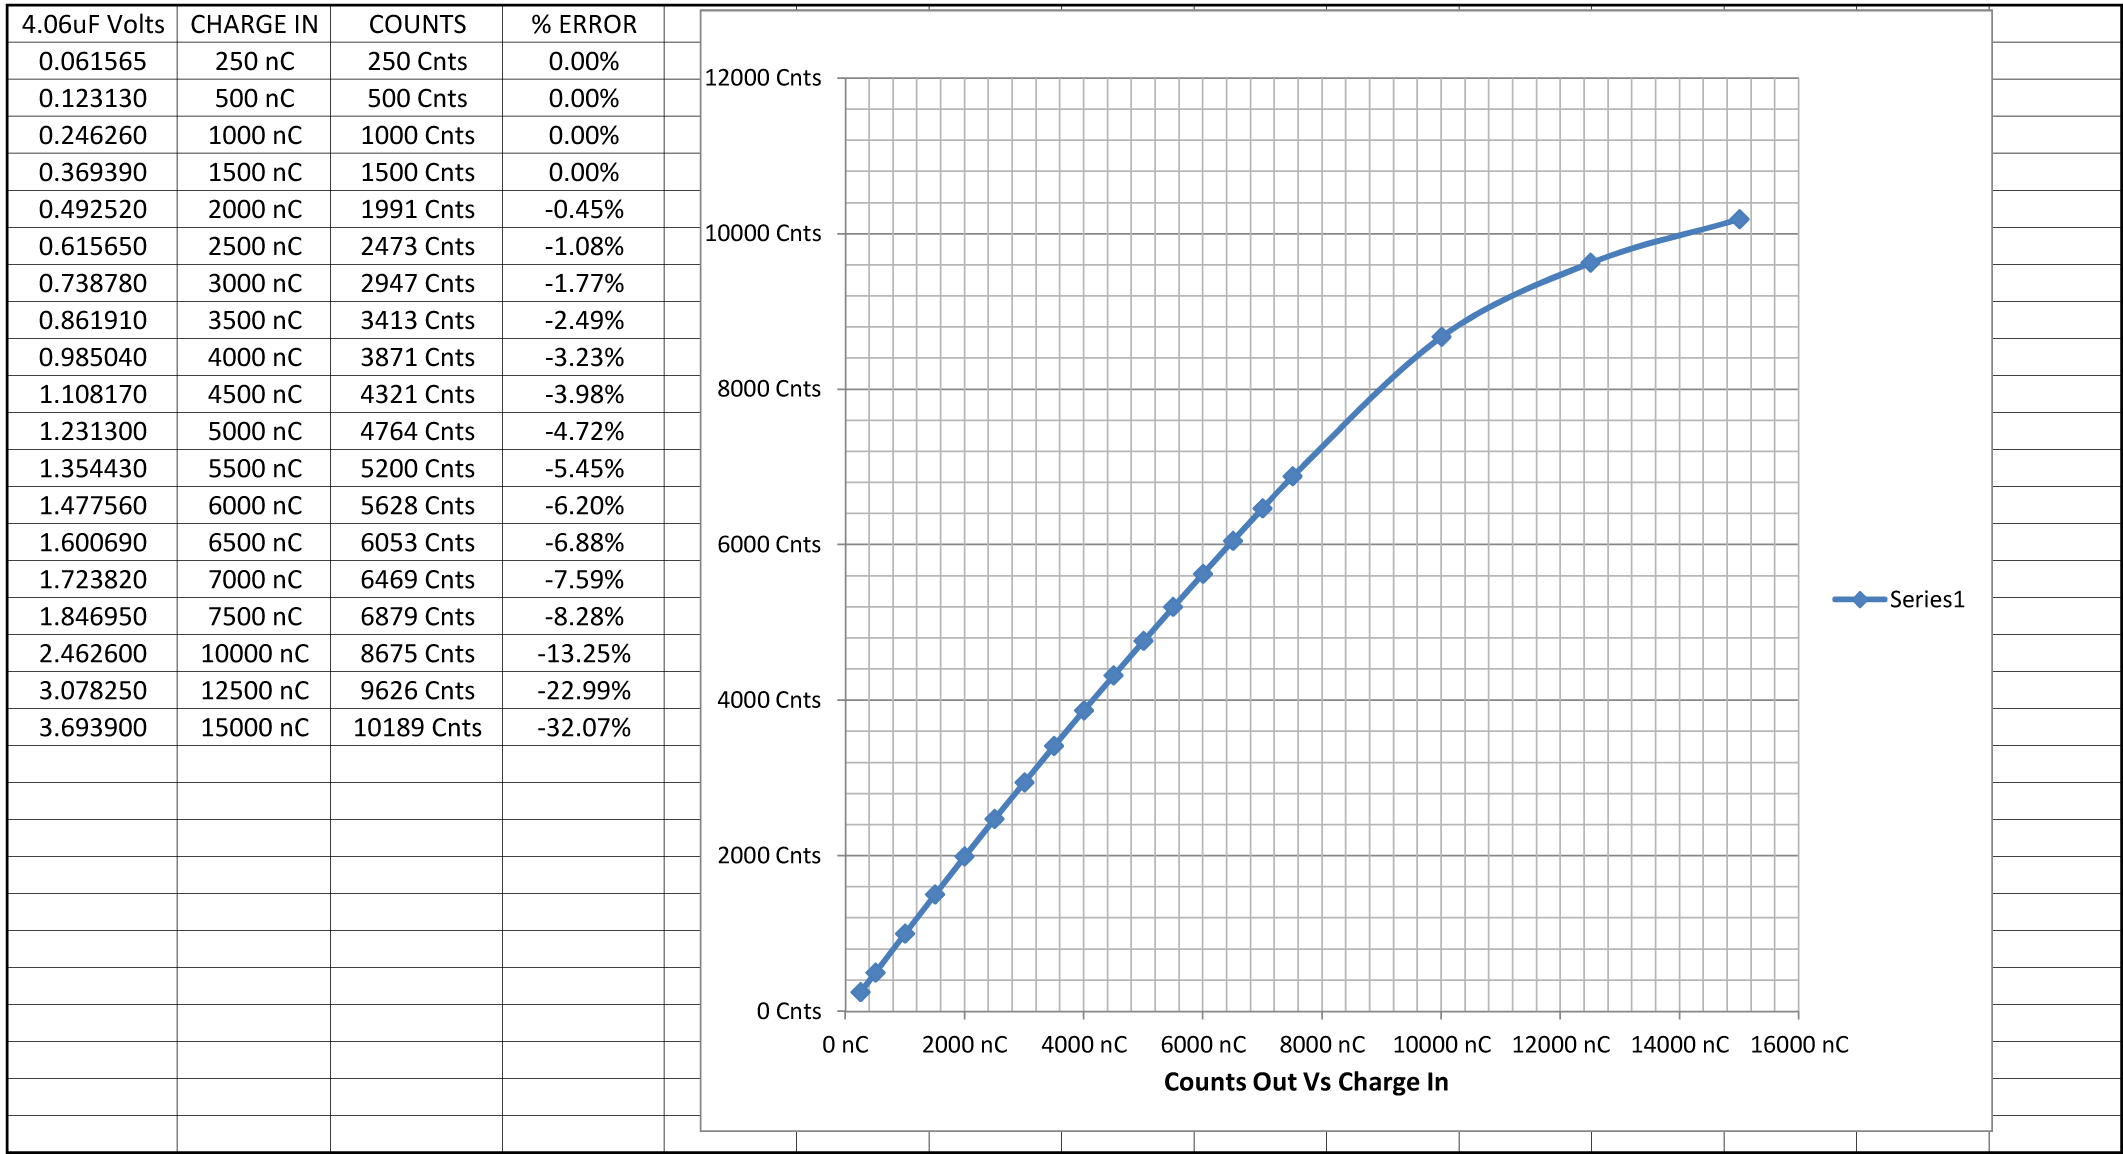 4.06uF Volts CHARGE IN COUNTS % ERROR
0.061565 250 nC 250 Cnts 0.00%
0.123130 500 nC 500 Cnts 0.00%
0.246260 1000 nC 1000 Cnts 0.00%
0.369390 1500 nC 1500 Cnts 0.00%
0.492520 2000 nC 1991 Cnts -0.45%
0.615650 2500 nC 2473 Cnts -1.08%
0.738780 3000 nC 2947 Cnts -1.77%
0.861910 3500 nC 3413 Cnts -2.49%
0.985040 4000 nC 3871 Cnts -3.23%
1.108170 4500 nC 4321 Cnts -3.98%
1.231300 5000 nC 4764 Cnts -4.72%
1.354430 5500 nC 5200 Cnts -5.45%
1.477560 6000 nC 5628 Cnts -6.20%
1.600690 6500 nC 6053 Cnts -6.88%
1.723820 7000 nC 6469 Cnts -7.59%
1.846950 7500 nC 6879 Cnts -8.28%
2.462600 10000 nC 8675 Cnts -13.25%
3.078250 12500 nC 9626 Cnts -22.99%
3.693900 15000 nC 10189 Cnts -32.07%
12000 Cnts
10000 Cnts
8000 Cnts
6000 Cnts
4000 Cnts
2000 Cnts
0 Cnts
0 nC 2000 nC 4000 nC 6000 nC 8000 nC 10000 nC 12000 nC 14000 nC 16000 nC
Counts Out Vs Charge In
Series1